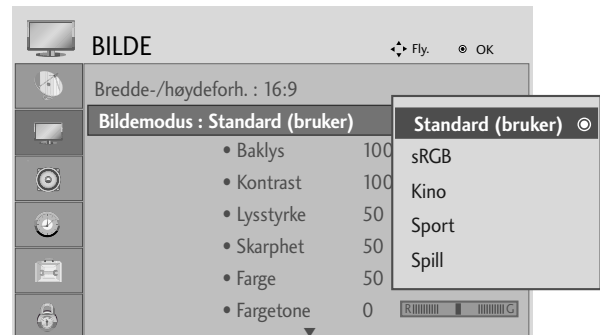 BILDE
Fly.
OK
Bredde-/høydeforh. : 16:9
Bildemodus : Standard (bruker)
• Baklys 100
• Kontrast 100
• Lysstyrke 50
• Skarphet 50
• Farge 50
• Fargetone 0 R G
Standard (bruker)
sRGB
Kino
Sport
Spill